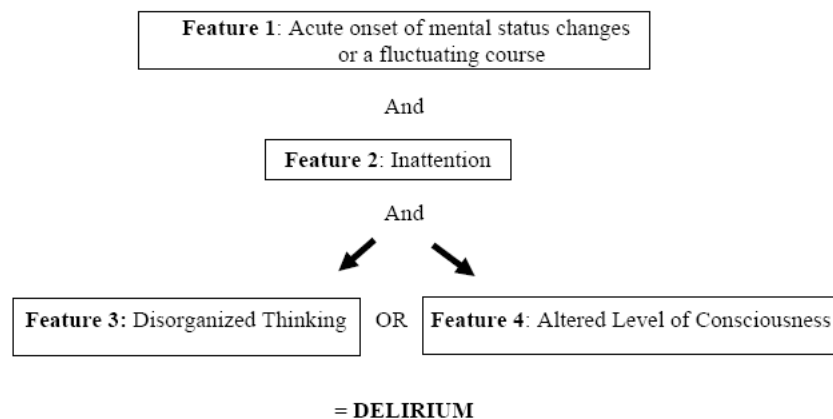 Feature 1: Acute onset of mental status changes
or a fluctuating course
And
Feature 2: Inattention
And
Feature 3: Disorganized Thinking OR Feature 4: Altered Level of Consciousness
= DELIRIUM